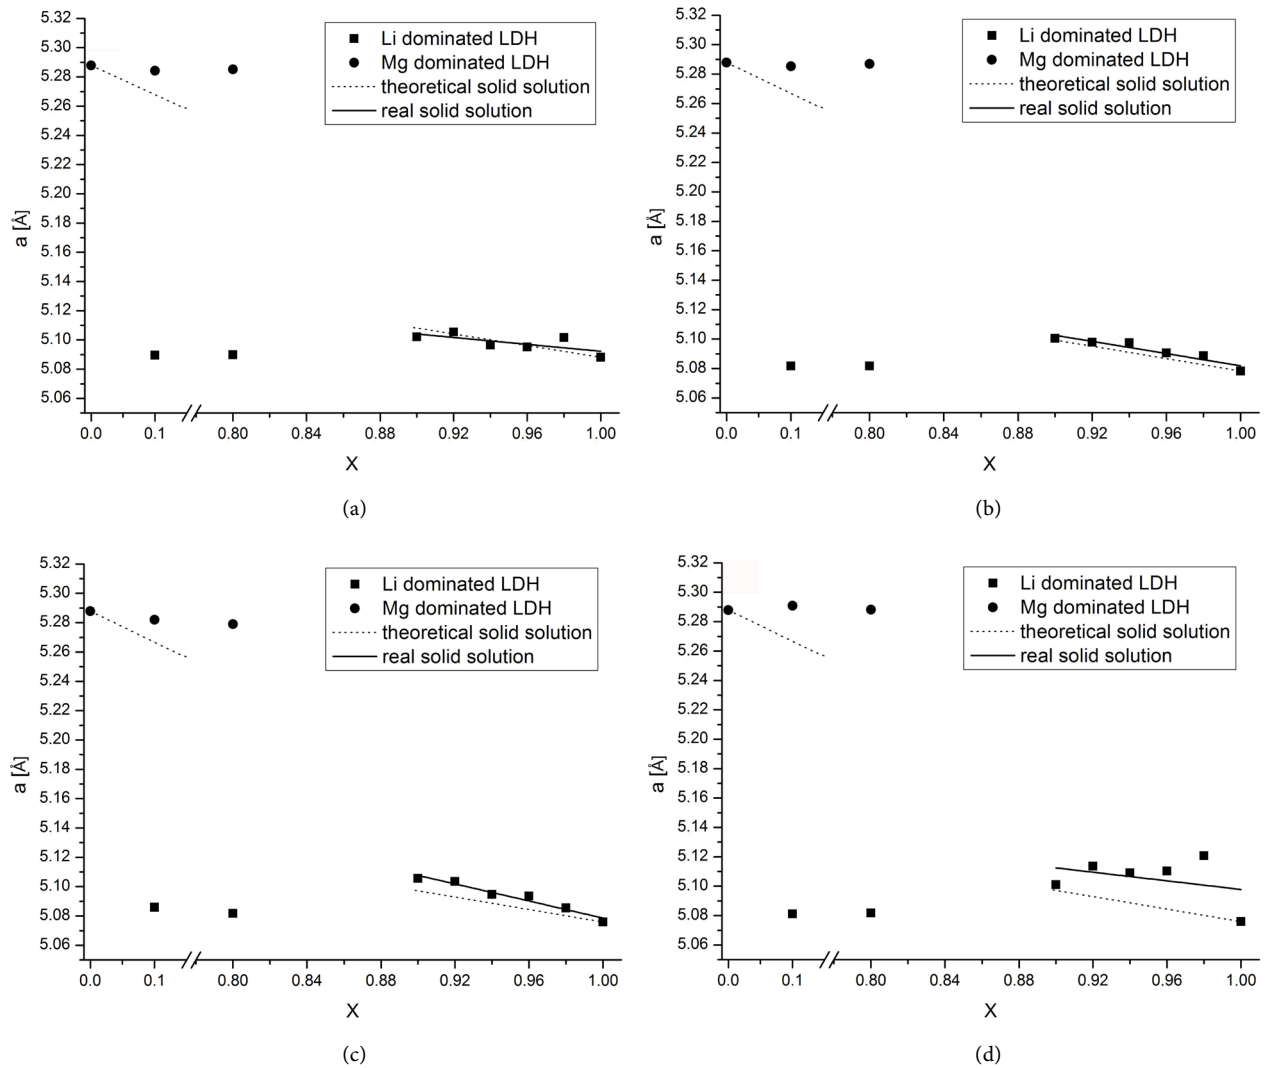 5.32
5.30
5.28
5.26
5.24
5.22
5.20
5.18
5.16
5.14
5.12
5.10
5.08
5.06
a [Å]
Li dominated LDH
Mg dominated LDH
theoretical solid solution
real solid solution
0.0 0.1 0.80 0.84 0.88 0.92 0.96 1.00
X
(a)
5.32
5.30
5.28
5.26
5.24
5.22
5.20
5.18
5.16
5.14
5.12
5.10
5.08
5.06
a [Å]
Li dominated LDH
Mg dominated LDH
theoretical solid solution
real solid solution
0.0 0.1 0.80 0.84 0.88 0.92 0.96 1.00
X
(b)
5.32
5.30
5.28
5.26
5.24
5.22
5.20
5.18
5.16
5.14
5.12
5.10
5.08
5.06
a [Å]
Li dominated LDH
Mg dominated LDH
theoretical solid solution
real solid solution
0.0 0.1 0.80 0.84 0.88 0.92 0.96 1.00
X
(c)
5.32
5.30
5.28
5.26
5.24
5.22
5.20
5.18
5.16
5.14
5.12
5.10
5.08
5.06
a [Å]
Li dominated LDH
Mg dominated LDH
theoretical solid solution
real solid solution
0.0 0.1 0.80 0.84 0.88 0.92 0.96 1.00
X
(d)